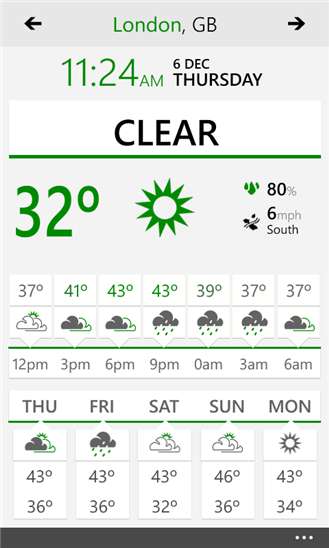 London, GB
11:24AM
6 DEC
THURSDAY
CLEAR
32º
80%
6mph
South
37º 41º 43º 43º 39º 37º 37º
12pm 3pm 6pm 9pm 0am 3am 6am
THU FRI SAT SUN MON
43º 43º 43º 46º 43º
36º 36º 32º 36º 34º